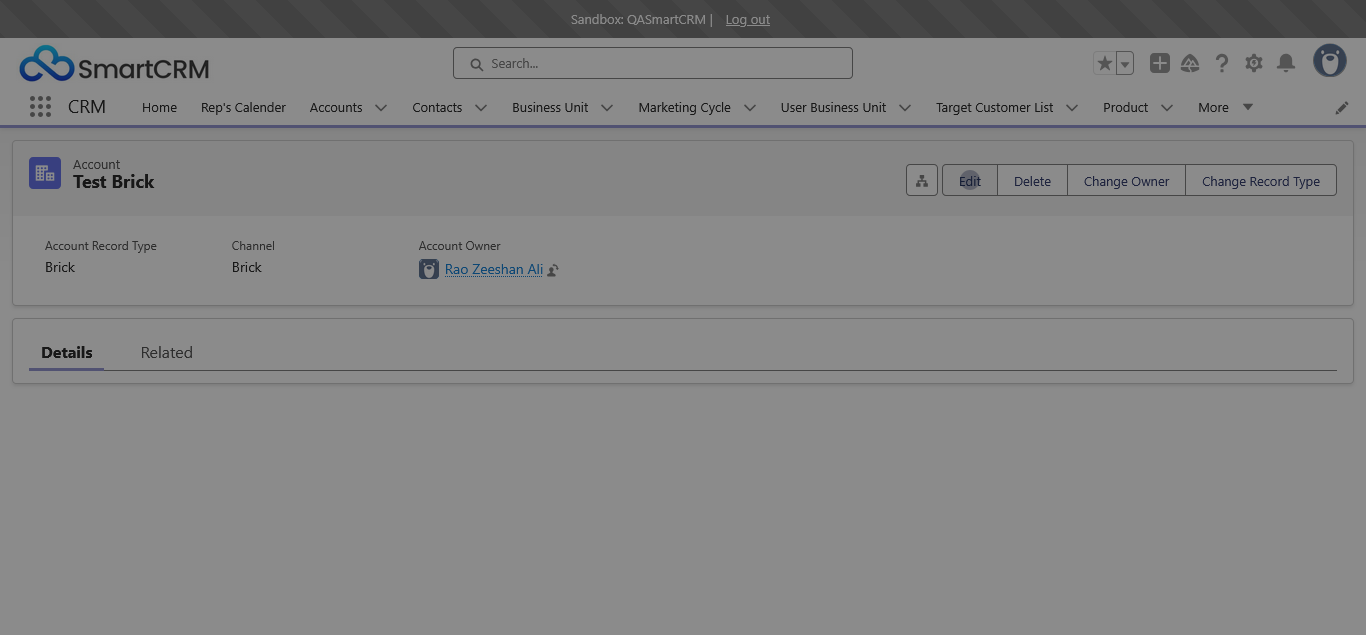 Sandbox: QASmartCRM | Log out
SmartCRM
Search...
CRM Home Rep's Calender Accounts Contacts Business Unit Marketing Cycle User Business Unit Target Customer List Product More
Account
Test Brick
Edit Delete Change Owner Change Record Type
Account Record Type Channel Account Owner
Brick Brick Rao Zeeshan Ali
Details Related